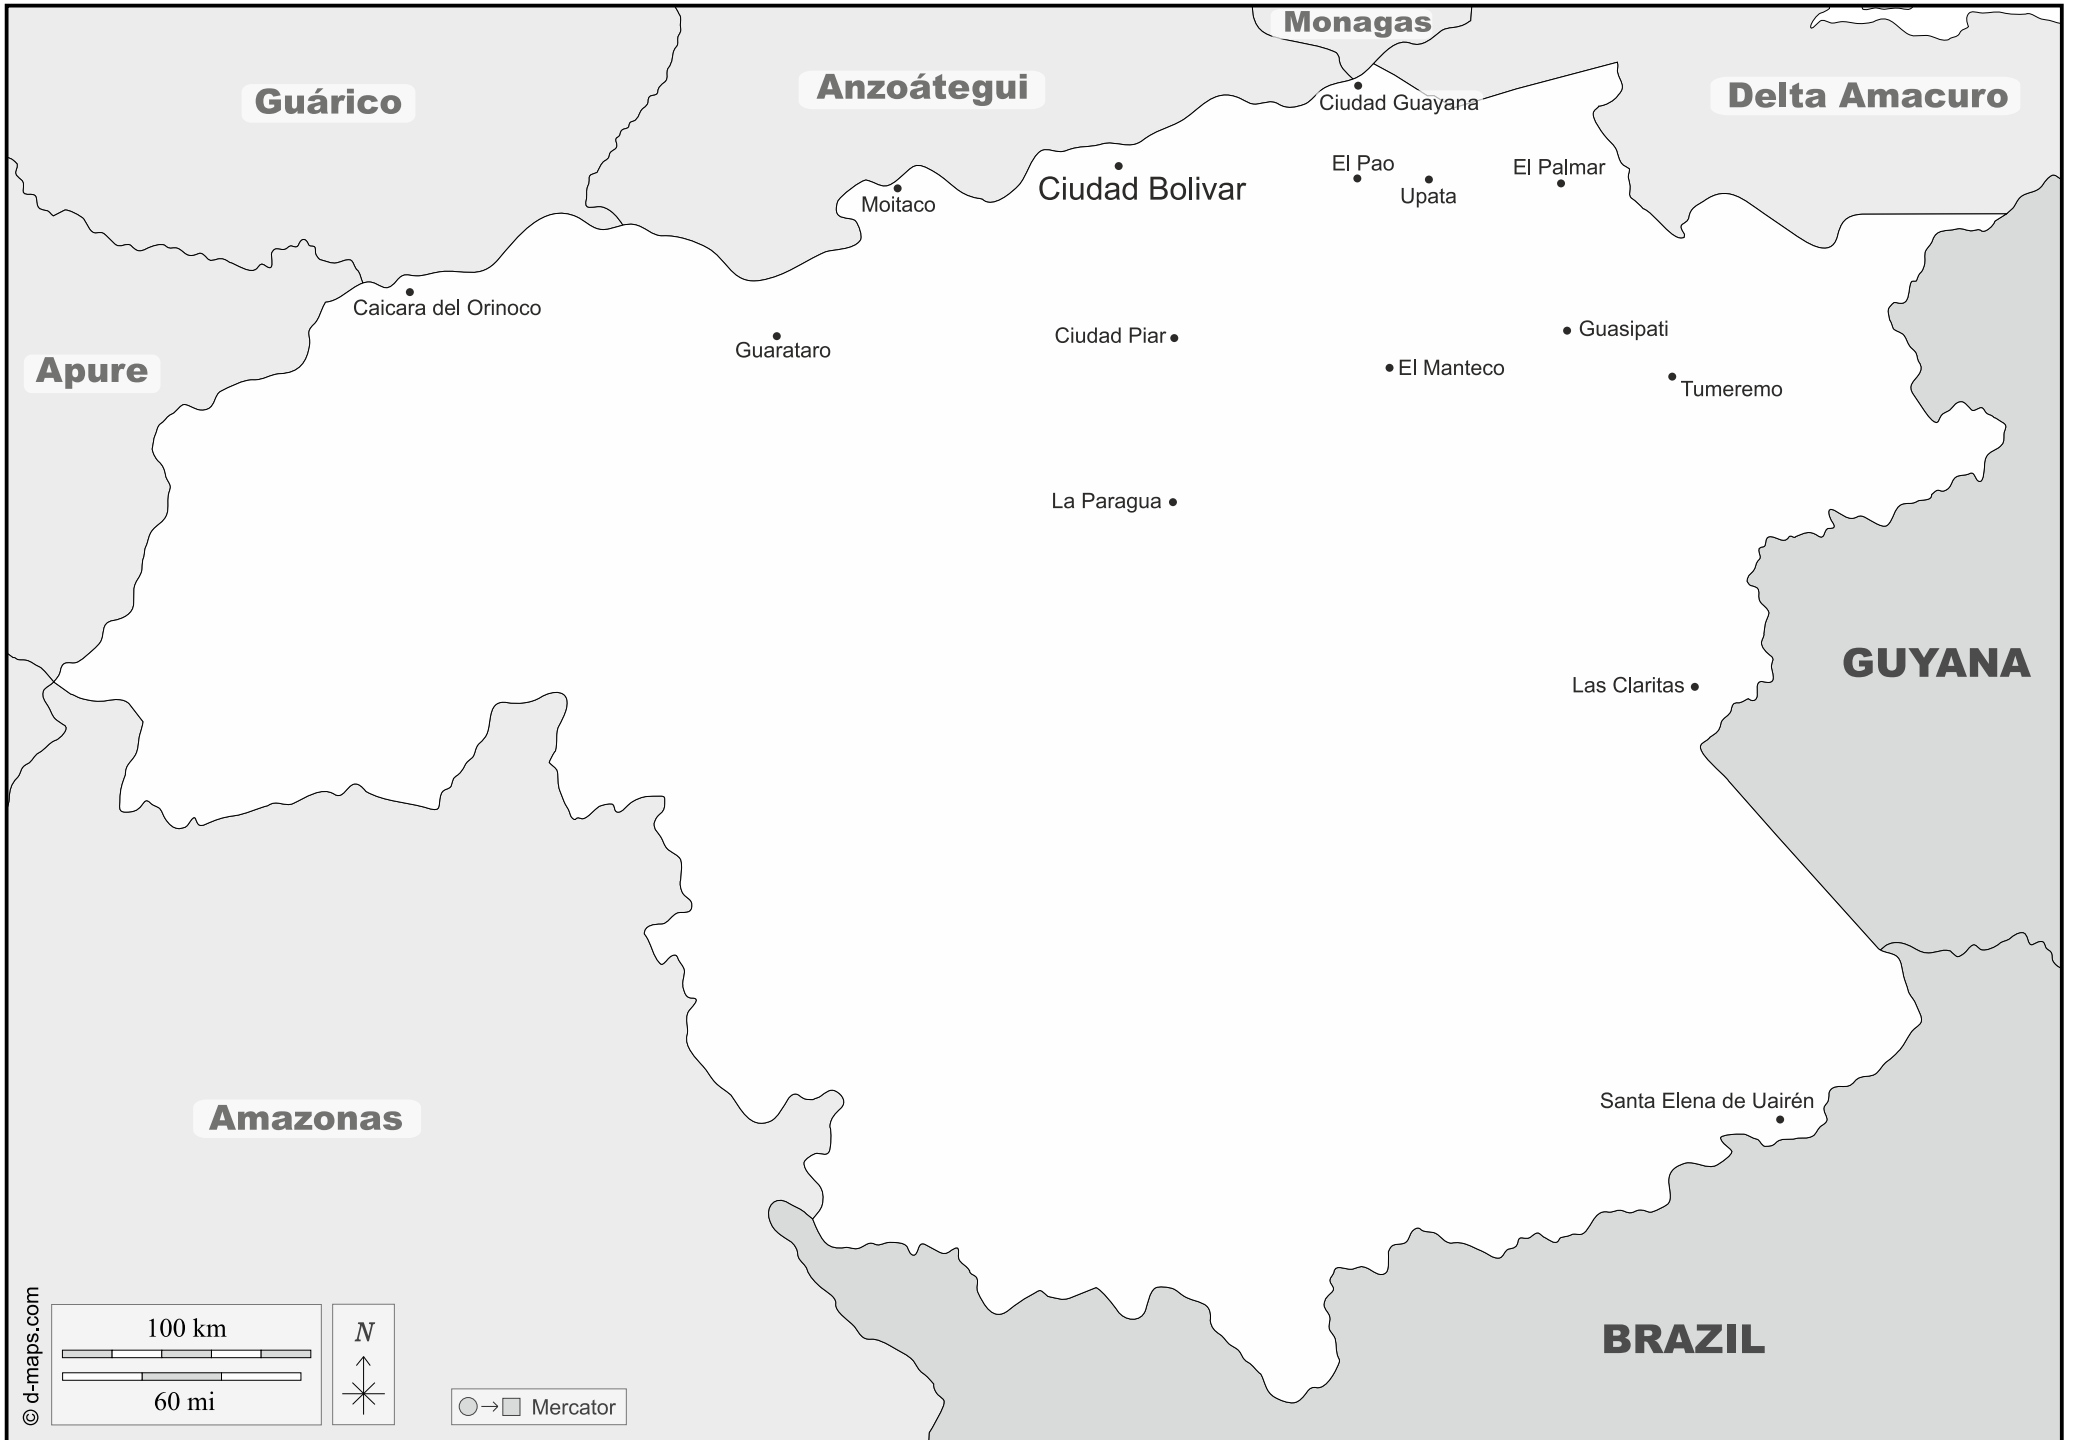 Monagas
Guárico
Anzoátegui
Delta Amacuro
Ciudad Guayana
El Pao
El Palmar
Moitaco
Ciudad Bolivar
Upata
Caicara del Orinoco
Guarataro
Ciudad Piar
Guasipati
Apure
El Manteco
Tumeremo
La Paragua
GUYANA
Las Claritas
Santa Elena de Uairén
Amazonas
BRAZIL
© d-maps.com
100 km
60 mi
N
Mercator